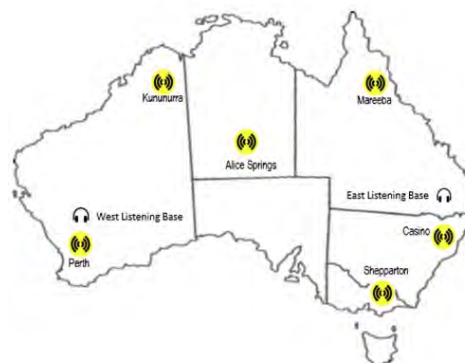 Kununurra
Mareeba
Alice Springs
East Listening Base
West Listening Base
Casino
Perth
Shepparton